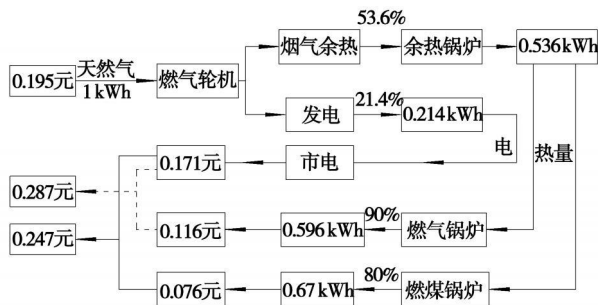 53.6%
烟气余热
余热锅炉
0.536kWh
0.195元
天然气
1kWh
燃气轮机
发电
21.4%
0.214kWh
电
热量
0.171元
市电
0.287元
0.247元
0.116元
0.596kWh
90%
燃气锅炉
0.076元
0.67kWh
80%
燃煤锅炉